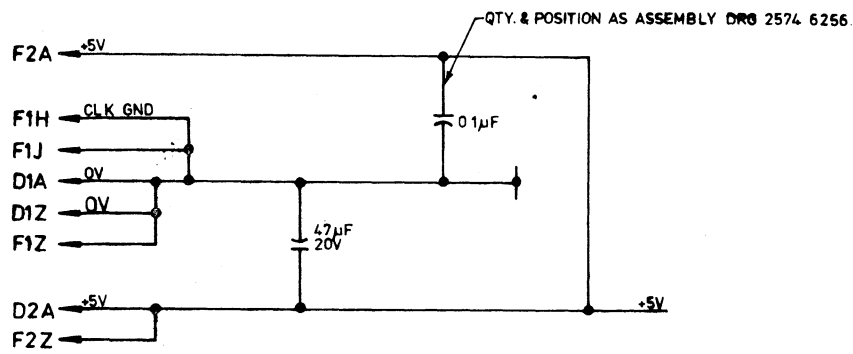 QTY. & POSITION AS ASSEMBLY DRG 2574 6256.
F2A +5V
F1H CLK GND
F1J
D1A 0V
D1Z 0V
F1Z
0 1µF
47µF
20V
D2A +5V
+5V
F2Z